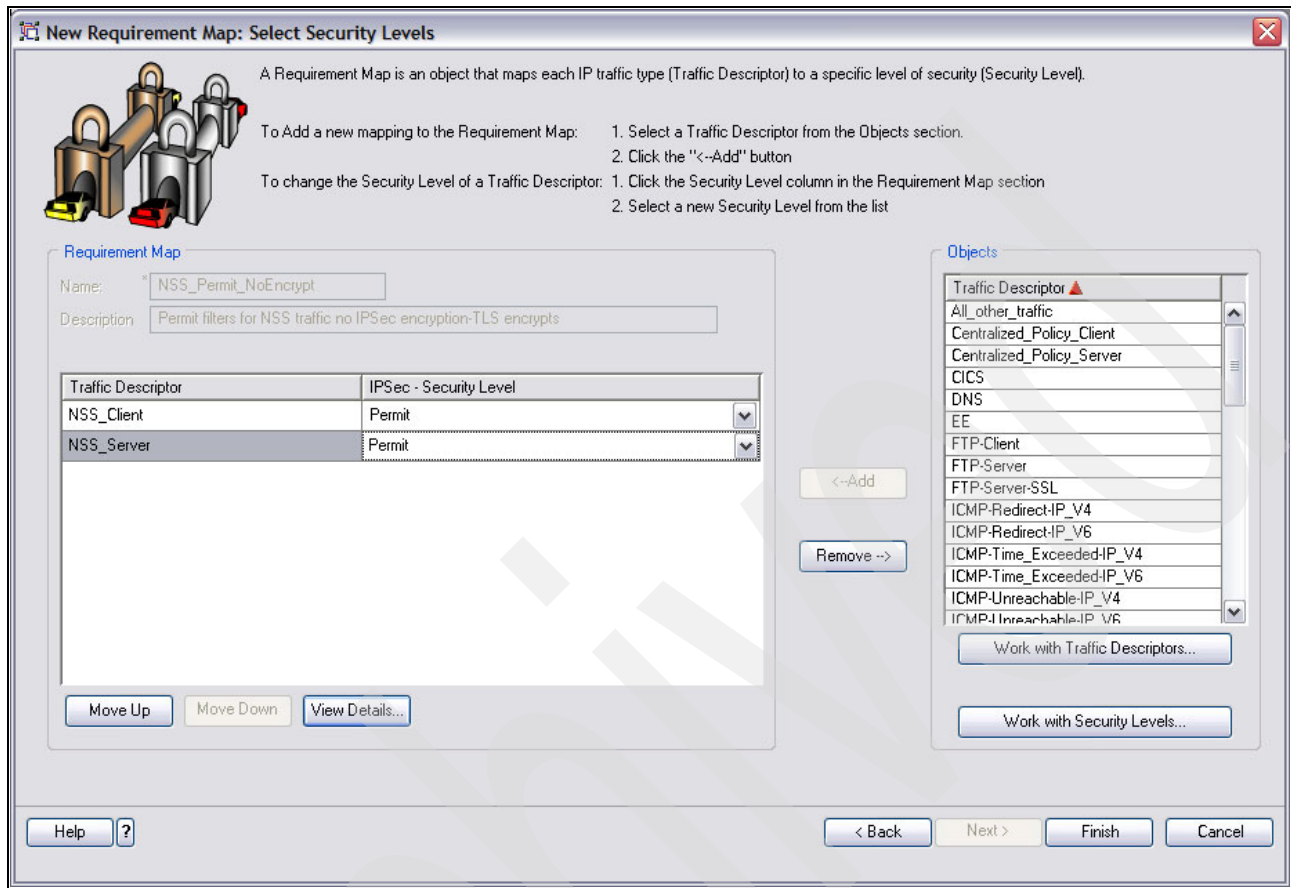 New Requirement Map: Select Security Levels
A Requirement Map is an object that maps each IP traffic type (Traffic Descriptor) to a specific level of security (Security Level).
To Add a new mapping to the Requirement Map: 1. Select a Traffic Descriptor from the Objects section.
2. Click the "<--Add" button
To change the Security Level of a Traffic Descriptor: 1. Click the Security Level column in the Requirement Map section
2. Select a new Security Level from the list
Requirement Map
Name: * NSS_Permit_NoEncrypt
Description Permit filters for NSS traffic no IPSec encryption-TLS encrypts
Traffic Descriptor IPSec - Security Level
NSS_Client Permit
NSS_Server Permit
Move Up Move Down View Details...
<--Add
Remove -->
Objects
Traffic Descriptor
All_other_traffic
Centralized_Policy_Client
Centralized_Policy_Server
CICS
DNS
EE
FTP-Client
FTP-Server
FTP-Server-SSL
ICMP-Redirect-IP_V4
ICMP-Redirect-IP_V6
ICMP-Time_Exceeded-IP_V4
ICMP-Time_Exceeded-IP_V6
ICMP-Unreachable-IP_V4
ICMP-Unreachable-IP_V6
Work with Traffic Descriptors...
Work with Security Levels...
Help ? < Back Next > Finish Cancel